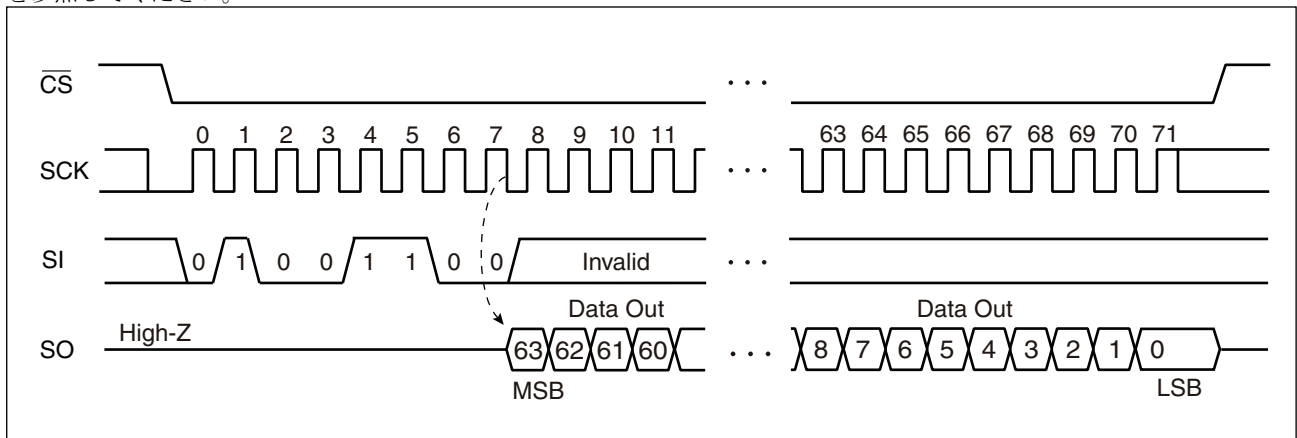 CS
0 1 2 3 4 5 6 7 8 9 10 11 63 64 65 66 67 68 69 70 71
SCK
SI 0 1 0 0 1 1 0 0 Invalid
Data Out Data Out
High-Z
SO 63 62 61 60 8 7 6 5 4 3 2 1 0
MSB LSB